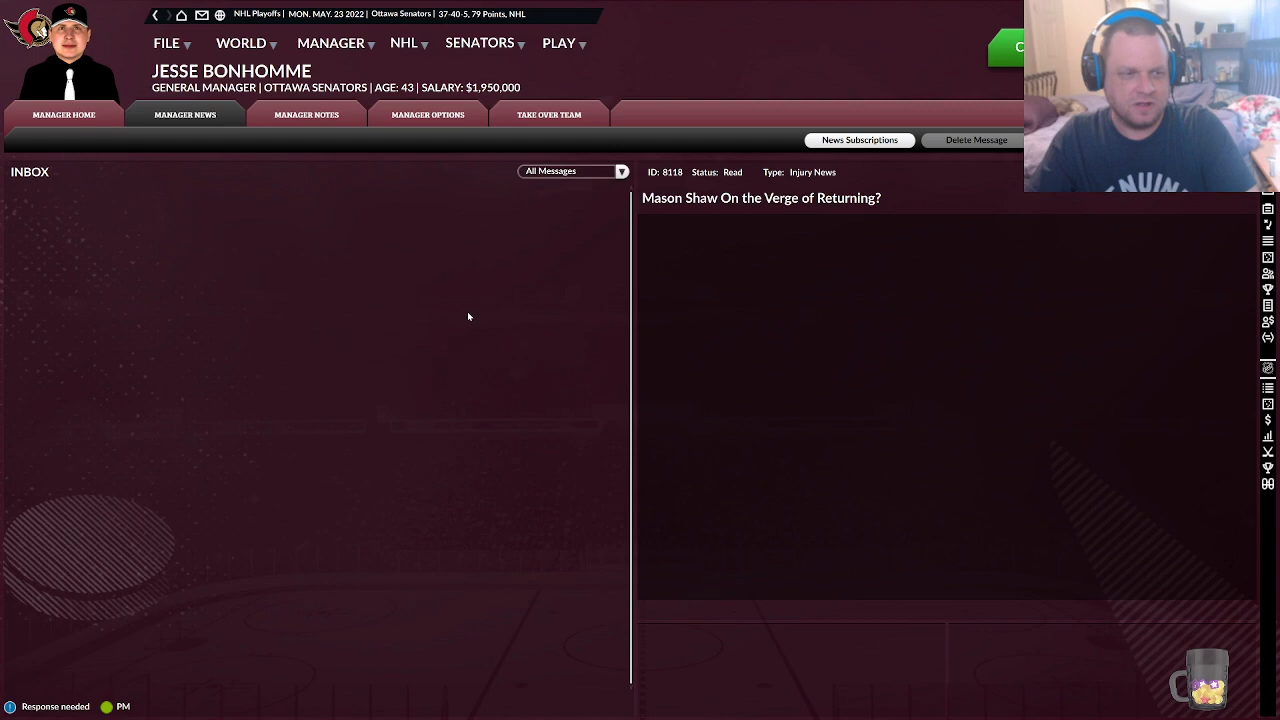 NHL Playoffs | MON. MAY. 23 2022 | Ottawa Senators | 37-40-5, 79 Points, NHL
FILE WORLD MANAGER NHL SENATORS PLAY
JESSE BONHOMME
GENERAL MANAGER | OTTAWA SENATORS | AGE: 43 | SALARY: $1,950,000
C
MANAGER HOME MANAGER NEWS MANAGER NOTES MANAGER OPTIONS TAKE OVER TEAM
News Subscriptions Delete Message
INBOX All Messages
ID: 8118 Status: Read Type: Injury News
Mason Shaw On the Verge of Returning?
Response needed PM